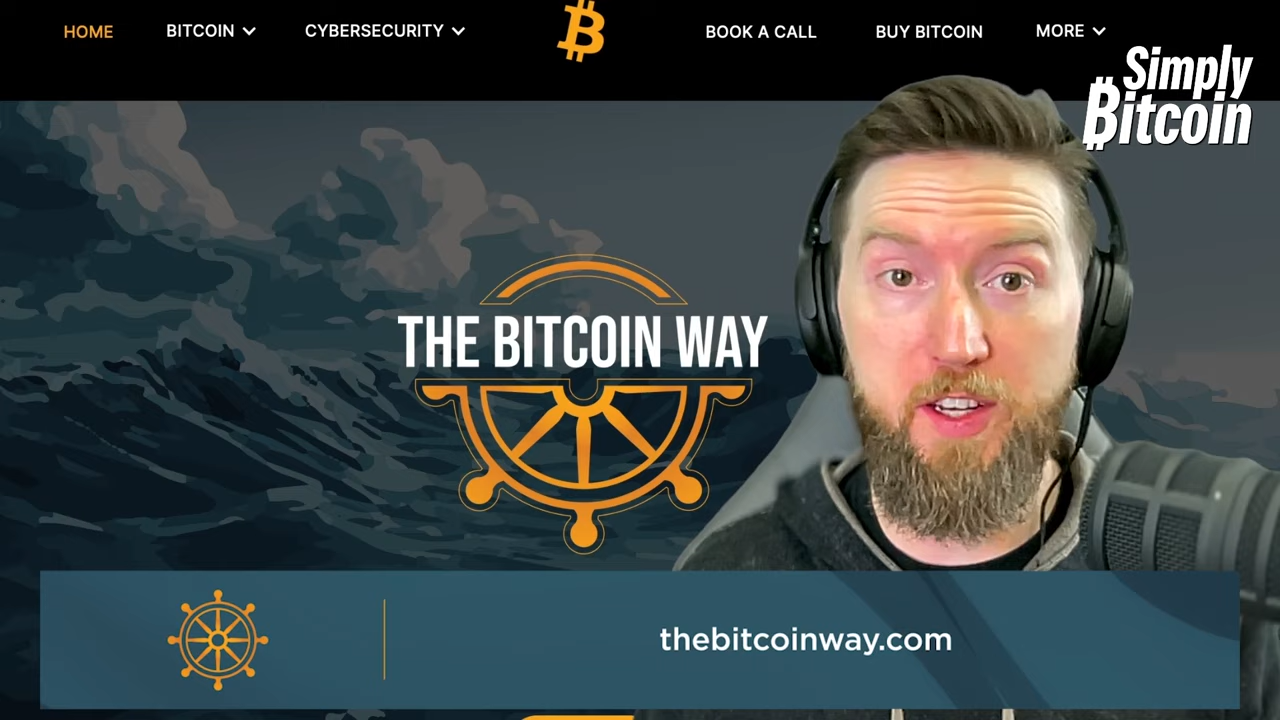 HOME
BITCOIN
CYBERSECURITY
BOOK A CALL
BUY BITCOIN
MORE
Simply
Bitcoin
THE BITCOIN WAY
thebitcoinway.com